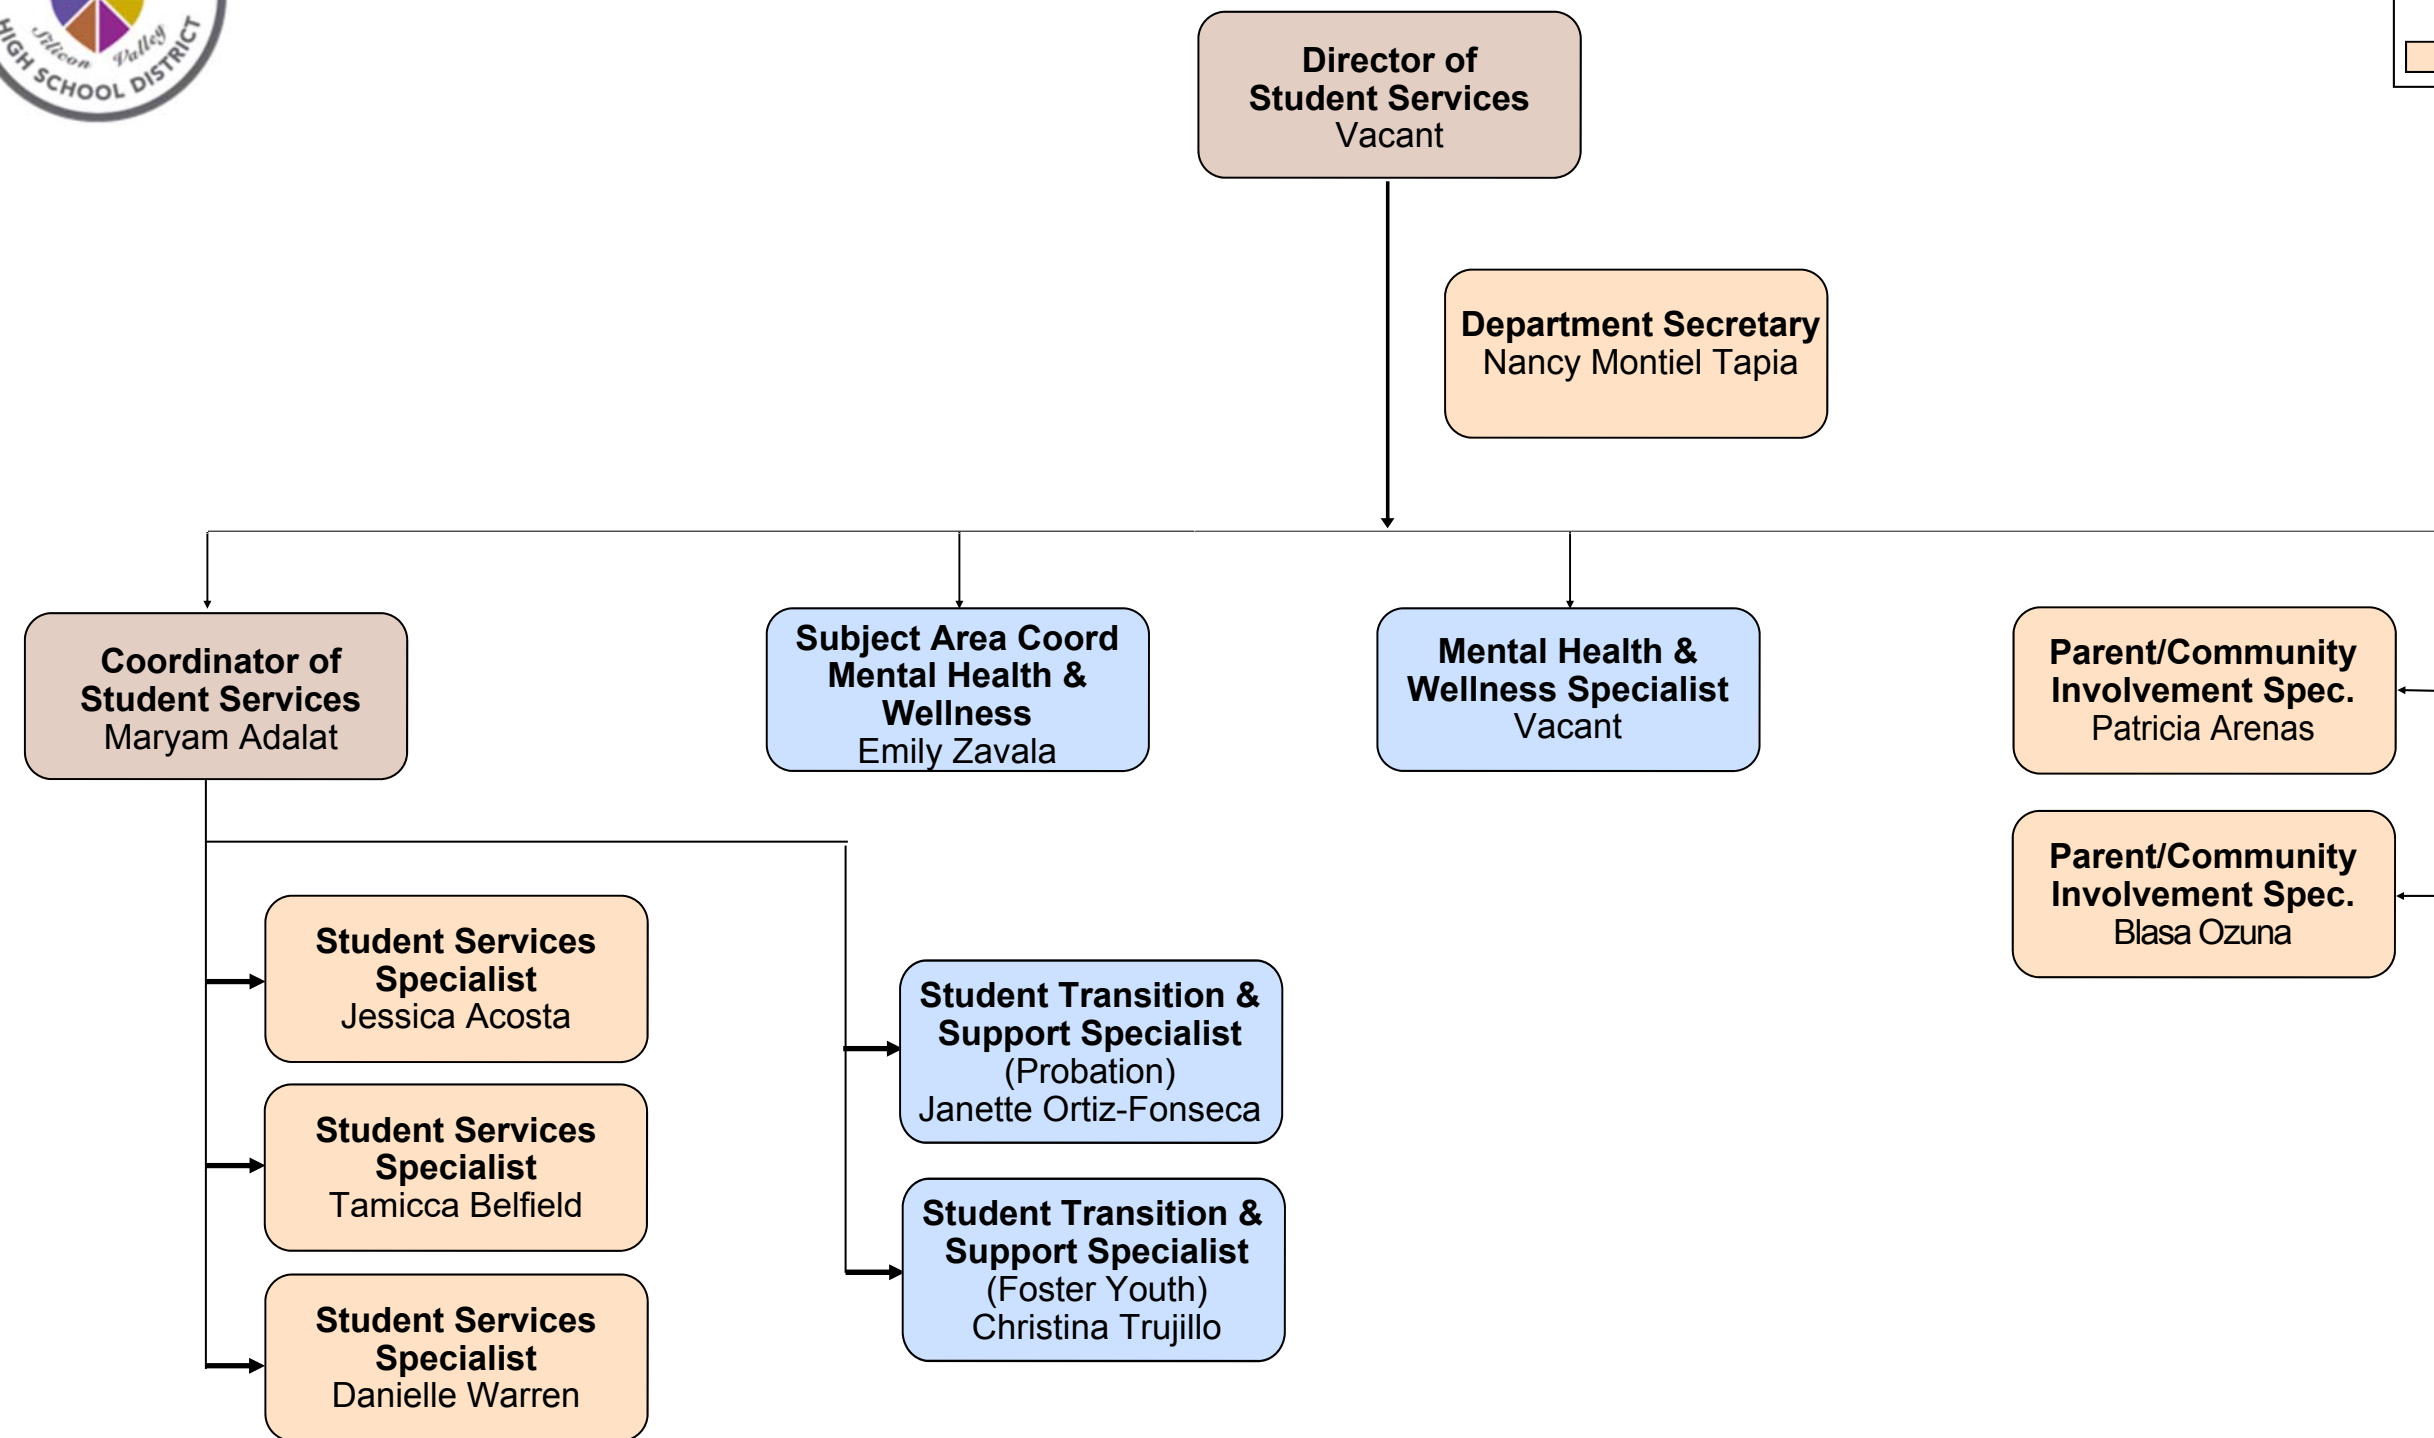 Silicon Valley
HIGH SCHOOL DISTRICT
Director of
Student Services
Vacant
Department Secretary
Nancy Montiel Tapia
Coordinator of
Student Services
Maryam Adalat
Subject Area Coord
Mental Health &
Wellness
Emily Zavala
Mental Health &
Wellness Specialist
Vacant
Parent/Community
Involvement Spec.
Patricia Arenas
Parent/Community
Involvement Spec.
Blasa Ozuna
Student Services
Specialist
Jessica Acosta
Student Services
Specialist
Tamicca Belfield
Student Services
Specialist
Danielle Warren
Student Transition &
Support Specialist
(Probation)
Janette Ortiz-Fonseca
Student Transition &
Support Specialist
(Foster Youth)
Christina Trujillo